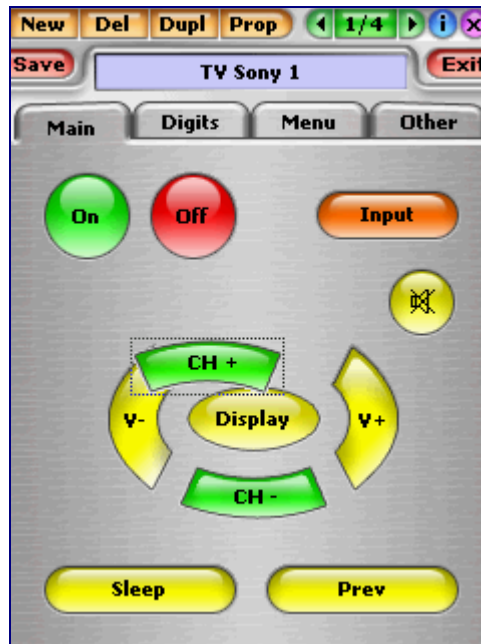 New Del Dupl Prop 1/4 i x
Save TV Sony 1 Exit
Main Digits Menu Other
On Off Input
CH +
V- Display V+
CH -
Sleep Prev